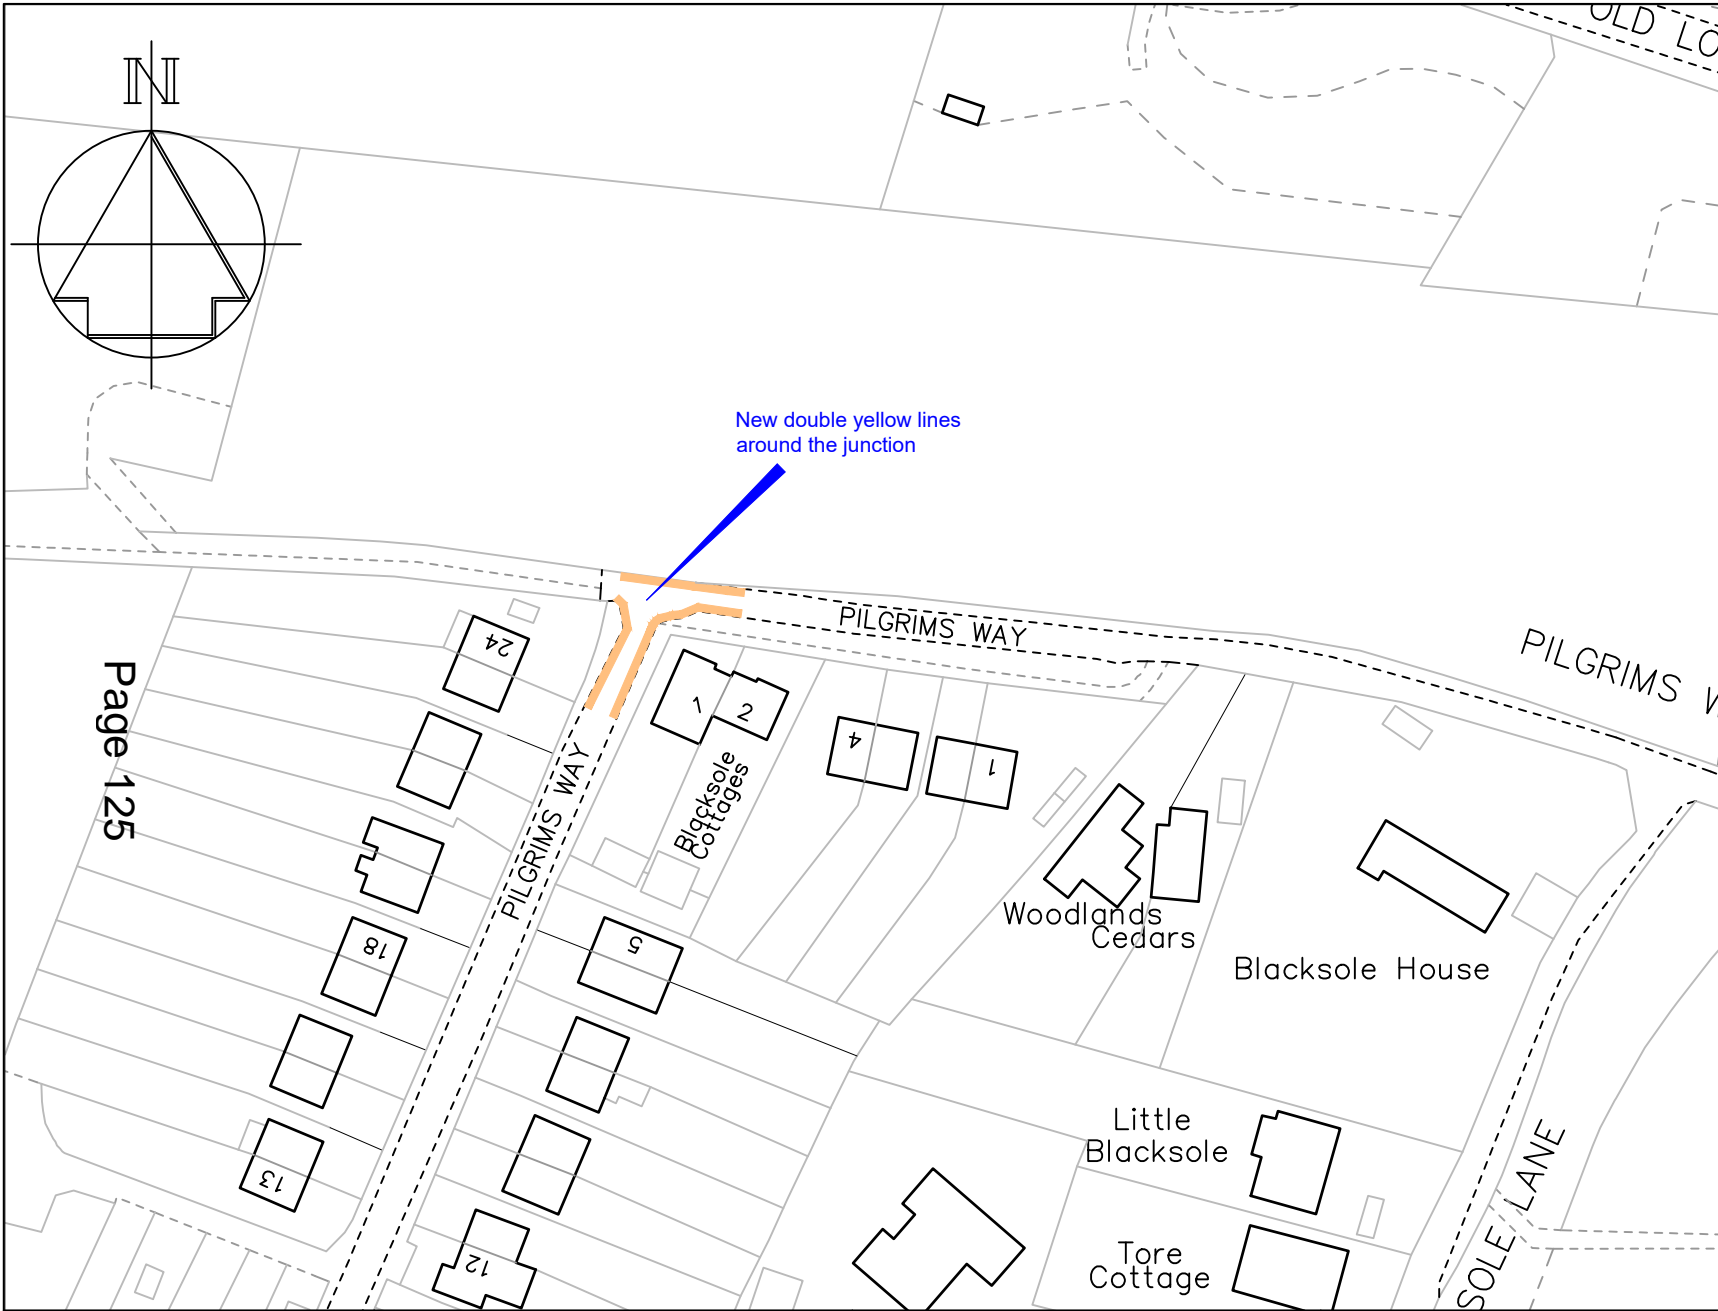 OLD LO
N
New double yellow lines
around the junction
PILGRIMS WAY
PILGRIMS W
24
1
2
4
1
Page 125
PILGRIMS WAY
Blacksole
Cottages
Woodlands
Cedars
Blacksole House
18
5
Little
Blacksole
13
12
Tore
Cottage
SOLE LANE